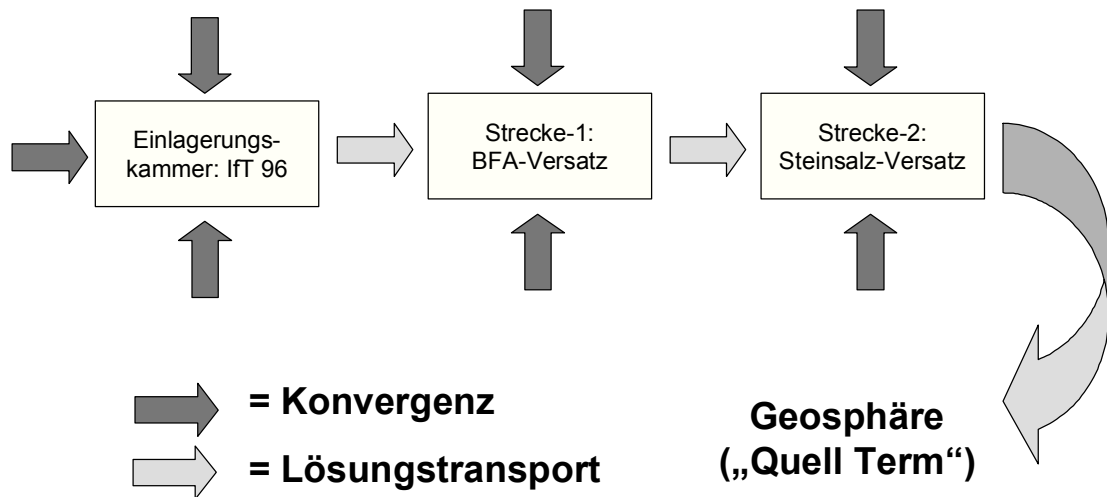 Einlagerungs-
kammer: IfT 96
Strecke-1:
BFA-Versatz
Strecke-2:
Steinsalz-Versatz
= Konvergenz
= Lösungstransport
Geosphäre
(„Quell Term“)